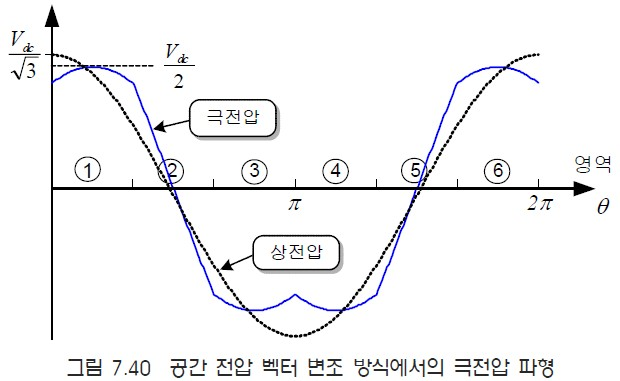 V_dc/√3
V_dc/2
극전압
① ② ③ ④ ⑤ ⑥ 영역
π 2π θ
상전압
그림 7.40 공간 전압 벡터 변조 방식에서의 극전압 파형